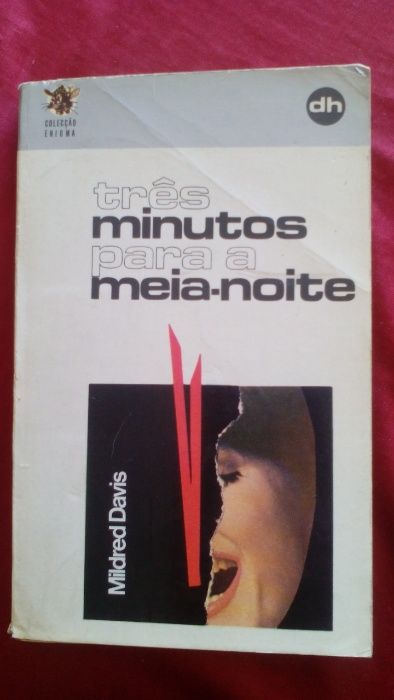 COLECÇÃO
ENIGMA
dh
três
minutos
para a
meia-noite
Mildred Davis